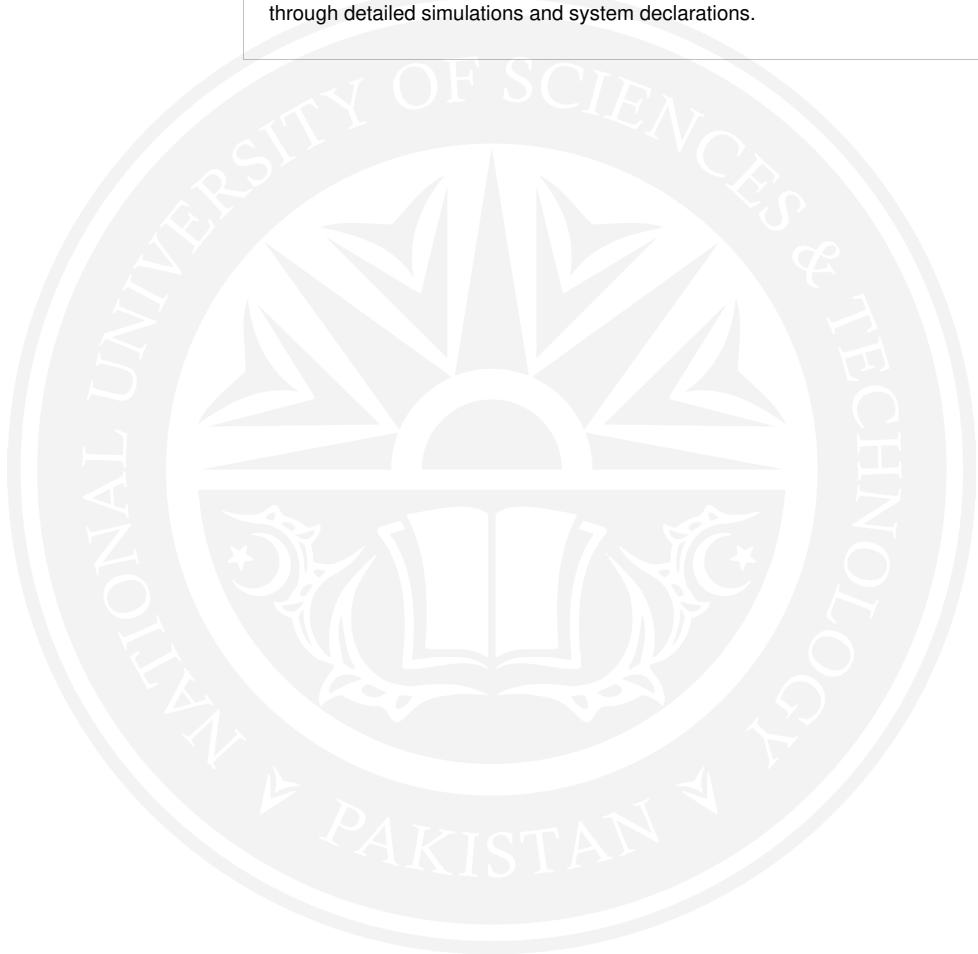 through detailed simulations and system declarations.
NATIONAL UNIVERSITY OF SCIENCES & TECHNOLOGY
PAKISTAN